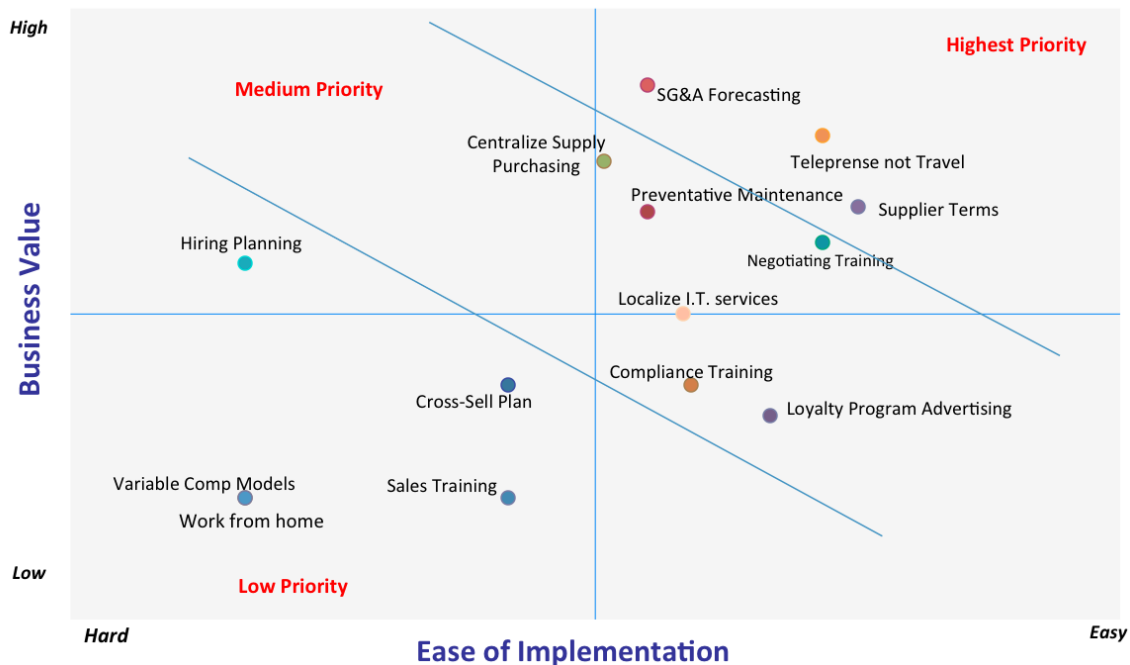 High
Highest Priority
Medium Priority
SG&A Forecasting
Centralize Supply
Purchasing
Teleprense not Travel
Preventative Maintenance
Supplier Terms
Hiring Planning
Negotiating Training
Localize I.T. services
Business Value
Compliance Training
Cross-Sell Plan
Loyalty Program Advertising
Variable Comp Models
Sales Training
Work from home
Low
Low Priority
Hard
Easy
Ease of Implementation